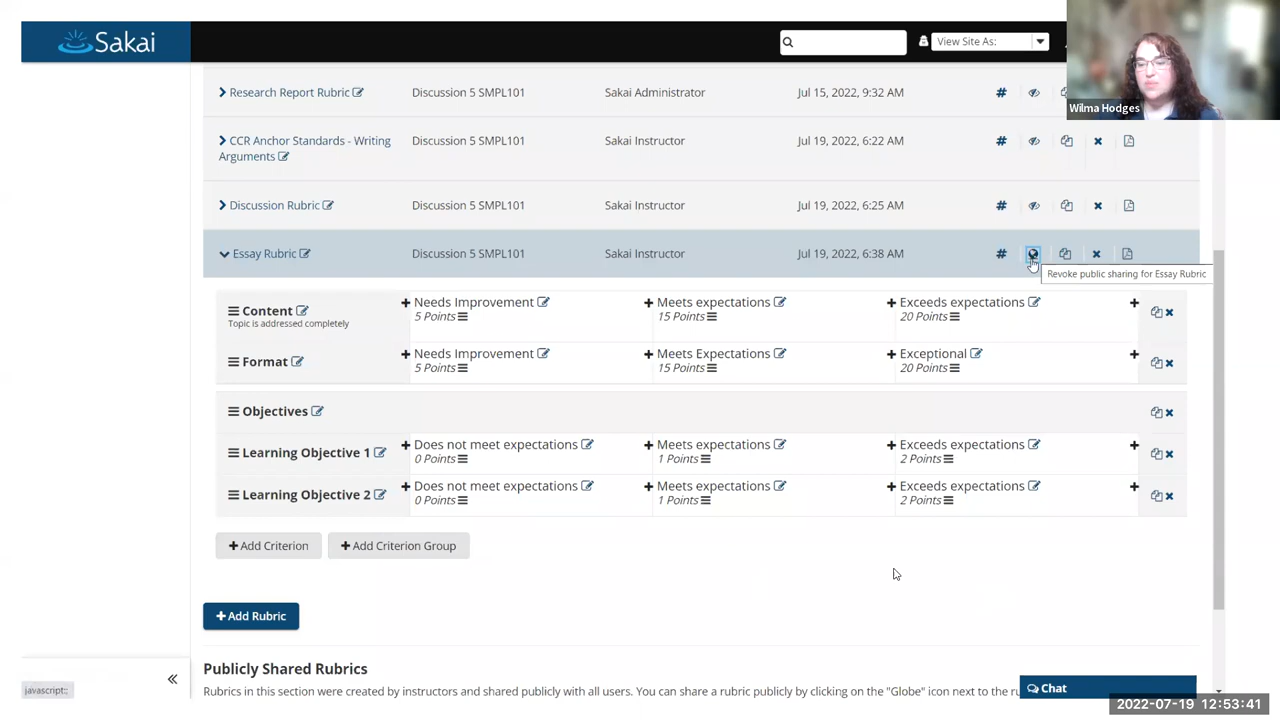 Sakai
View Site As:
Wilma Hodges
Research Report Rubric Discussion 5 SMPL101 Sakai Administrator Jul 15, 2022, 9:32 AM #
CCR Anchor Standards - Writing Arguments Discussion 5 SMPL101 Sakai Instructor Jul 19, 2022, 6:22 AM #
Discussion Rubric Discussion 5 SMPL101 Sakai Instructor Jul 19, 2022, 6:25 AM #
Essay Rubric Discussion 5 SMPL101 Sakai Instructor Jul 19, 2022, 6:38 AM #
Revoke public sharing for Essay Rubric
Content Needs Improvement Meets expectations Exceeds expectations
Topic is addressed completely 5 Points 15 Points 20 Points
Format Needs Improvement Meets Expectations Exceptional
5 Points 15 Points 20 Points
Objectives
Learning Objective 1 Does not meet expectations Meets expectations Exceeds expectations
0 Points 1 Points 2 Points
Learning Objective 2 Does not meet expectations Meets expectations Exceeds expectations
0 Points 1 Points 2 Points
+ Add Criterion + Add Criterion Group
+ Add Rubric
Publicly Shared Rubrics
Rubrics in this section were created by instructors and shared publicly with all users. You can share a rubric publicly by clicking on the "Globe" icon next to the
javascript:;
Chat
2022-07-19 12:53:41